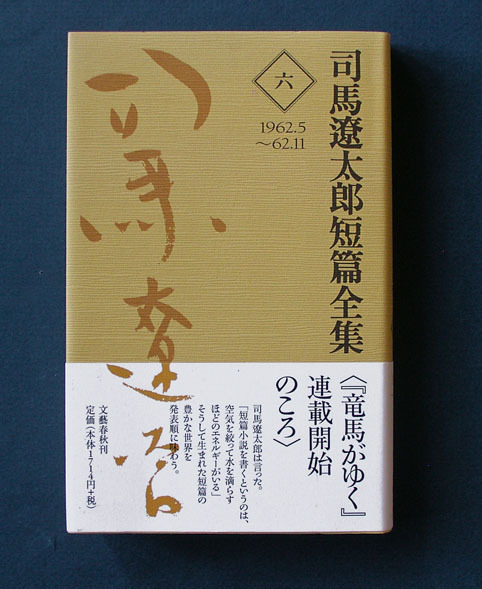 司馬遼太郎短篇全集
六
1962.5
～62.11
司馬遼太郎
〈『竜馬がゆく』
連載開始
のころ〉
司馬遼太郎は言った。
「短篇小説を書くというのは、
空気を絞って水を滴らす
ほどのエネルギーがいる」
そうして生まれた短篇の
豊かな世界を
発表順に味わう。
文藝春秋刊
定価(本体1714円+税)